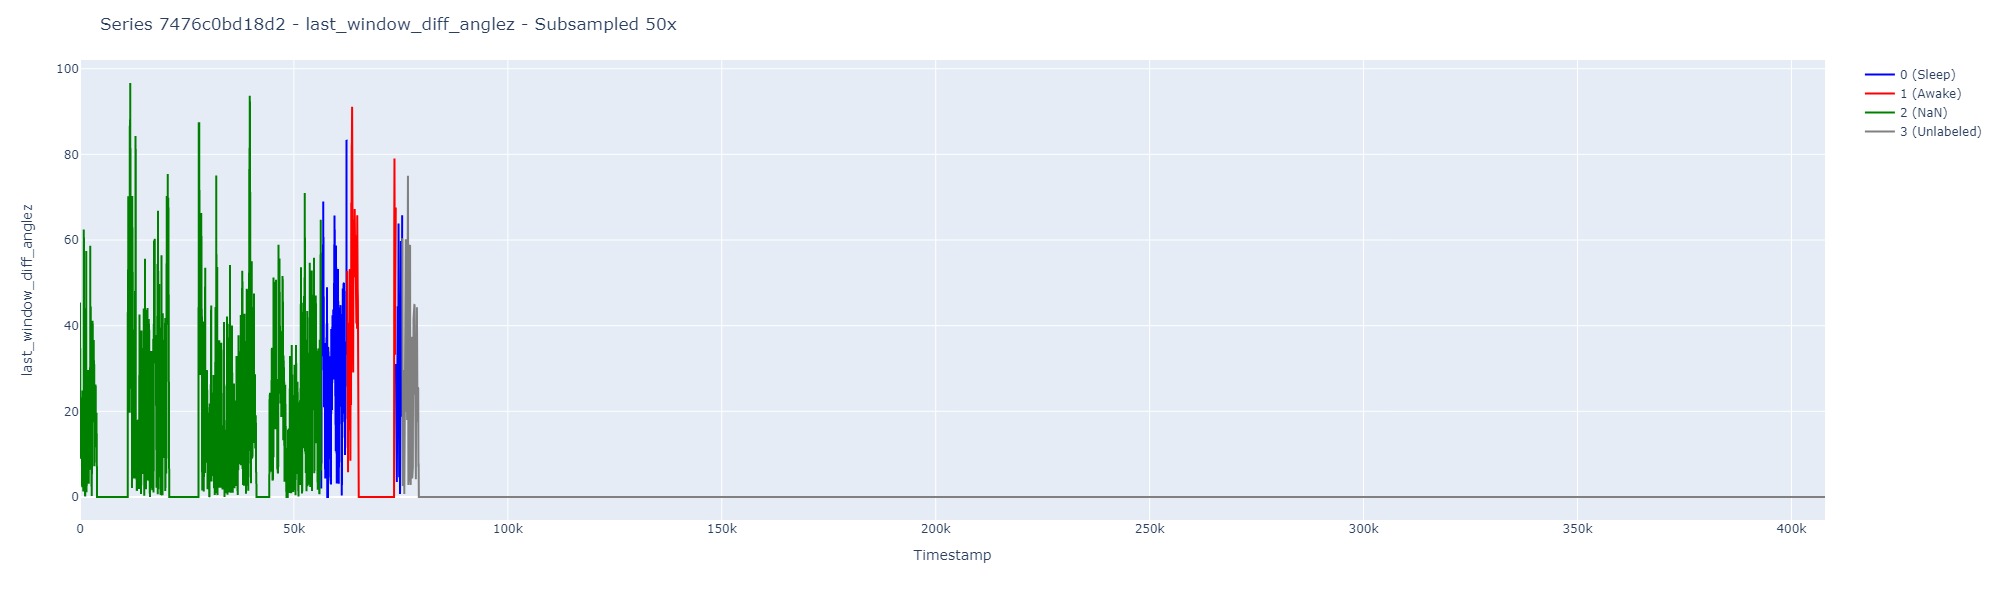 Series 7476c0bd18d2 - last_window_diff_anglez - Subsampled 50x
100
80
60
40
20
0
last_window_diff_anglez
0 50k 100k 150k 200k 250k 300k 350k 400k
Timestamp
0 (Sleep)
1 (Awake)
2 (NaN)
3 (Unlabeled)